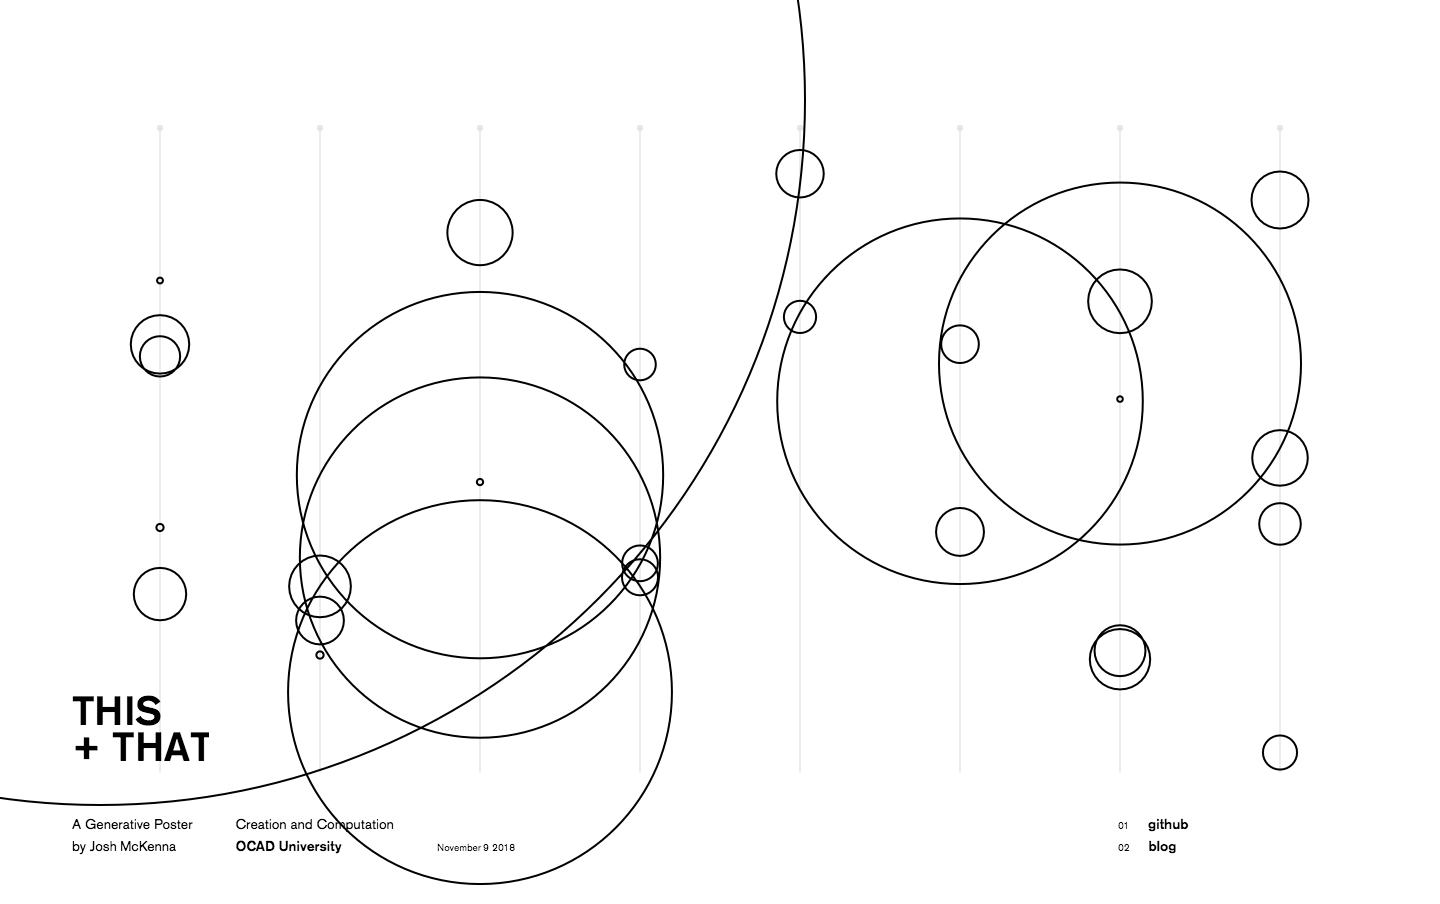 THIS
+ THAT
A Generative Poster
by Josh McKenna
Creation and Computation
OCAD University
November 9 2018
01 github
02 blog